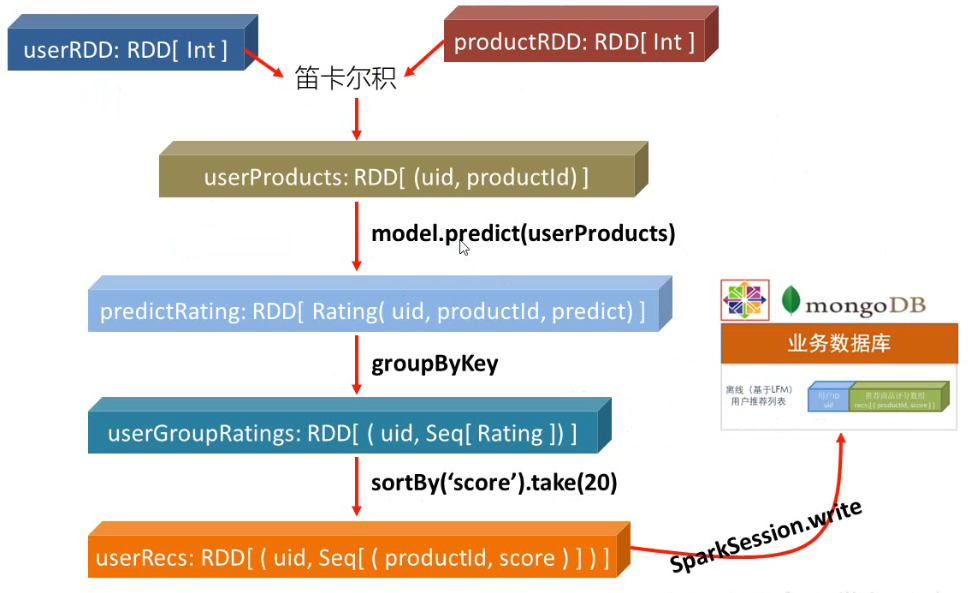 userRDD: RDD[ Int ]
productRDD: RDD[ Int ]
笛卡尔积
userProducts: RDD[ (uid, productId) ]
model.predict(userProducts)
predictRating: RDD[ Rating( uid, productId, predict) ]
groupByKey
userGroupRatings: RDD[ ( uid, Seq[ Rating ]) ]
sortBy(‘score’).take(20)
userRecs: RDD[ ( uid, Seq[ ( productId, score ) ] ) ]
SparkSession.write
mongoDB
业务数据库
离线（基于LFM）
用户推荐列表
用户ID
uid
推荐商品评分数组
recs[ ( productId, score ) ]